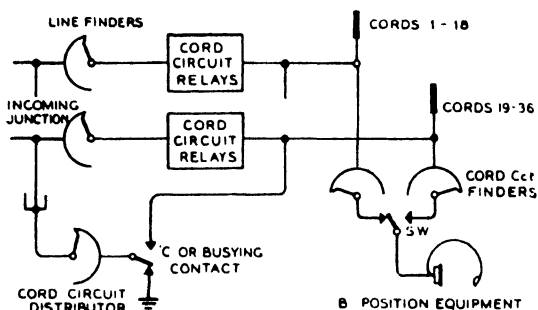 LINE FINDERS
CORD
CIRCUIT
RELAYS
CORDS 1 - 18
INCOMING
JUNCTION
CORD
CIRCUIT
RELAYS
CORDS 19-36
CORD Cct
FINDERS
SW
'C OR BUSYING
CONTACT
CORD CIRCUIT
DISTRIBUTOR
B POSITION EQUIPMENT